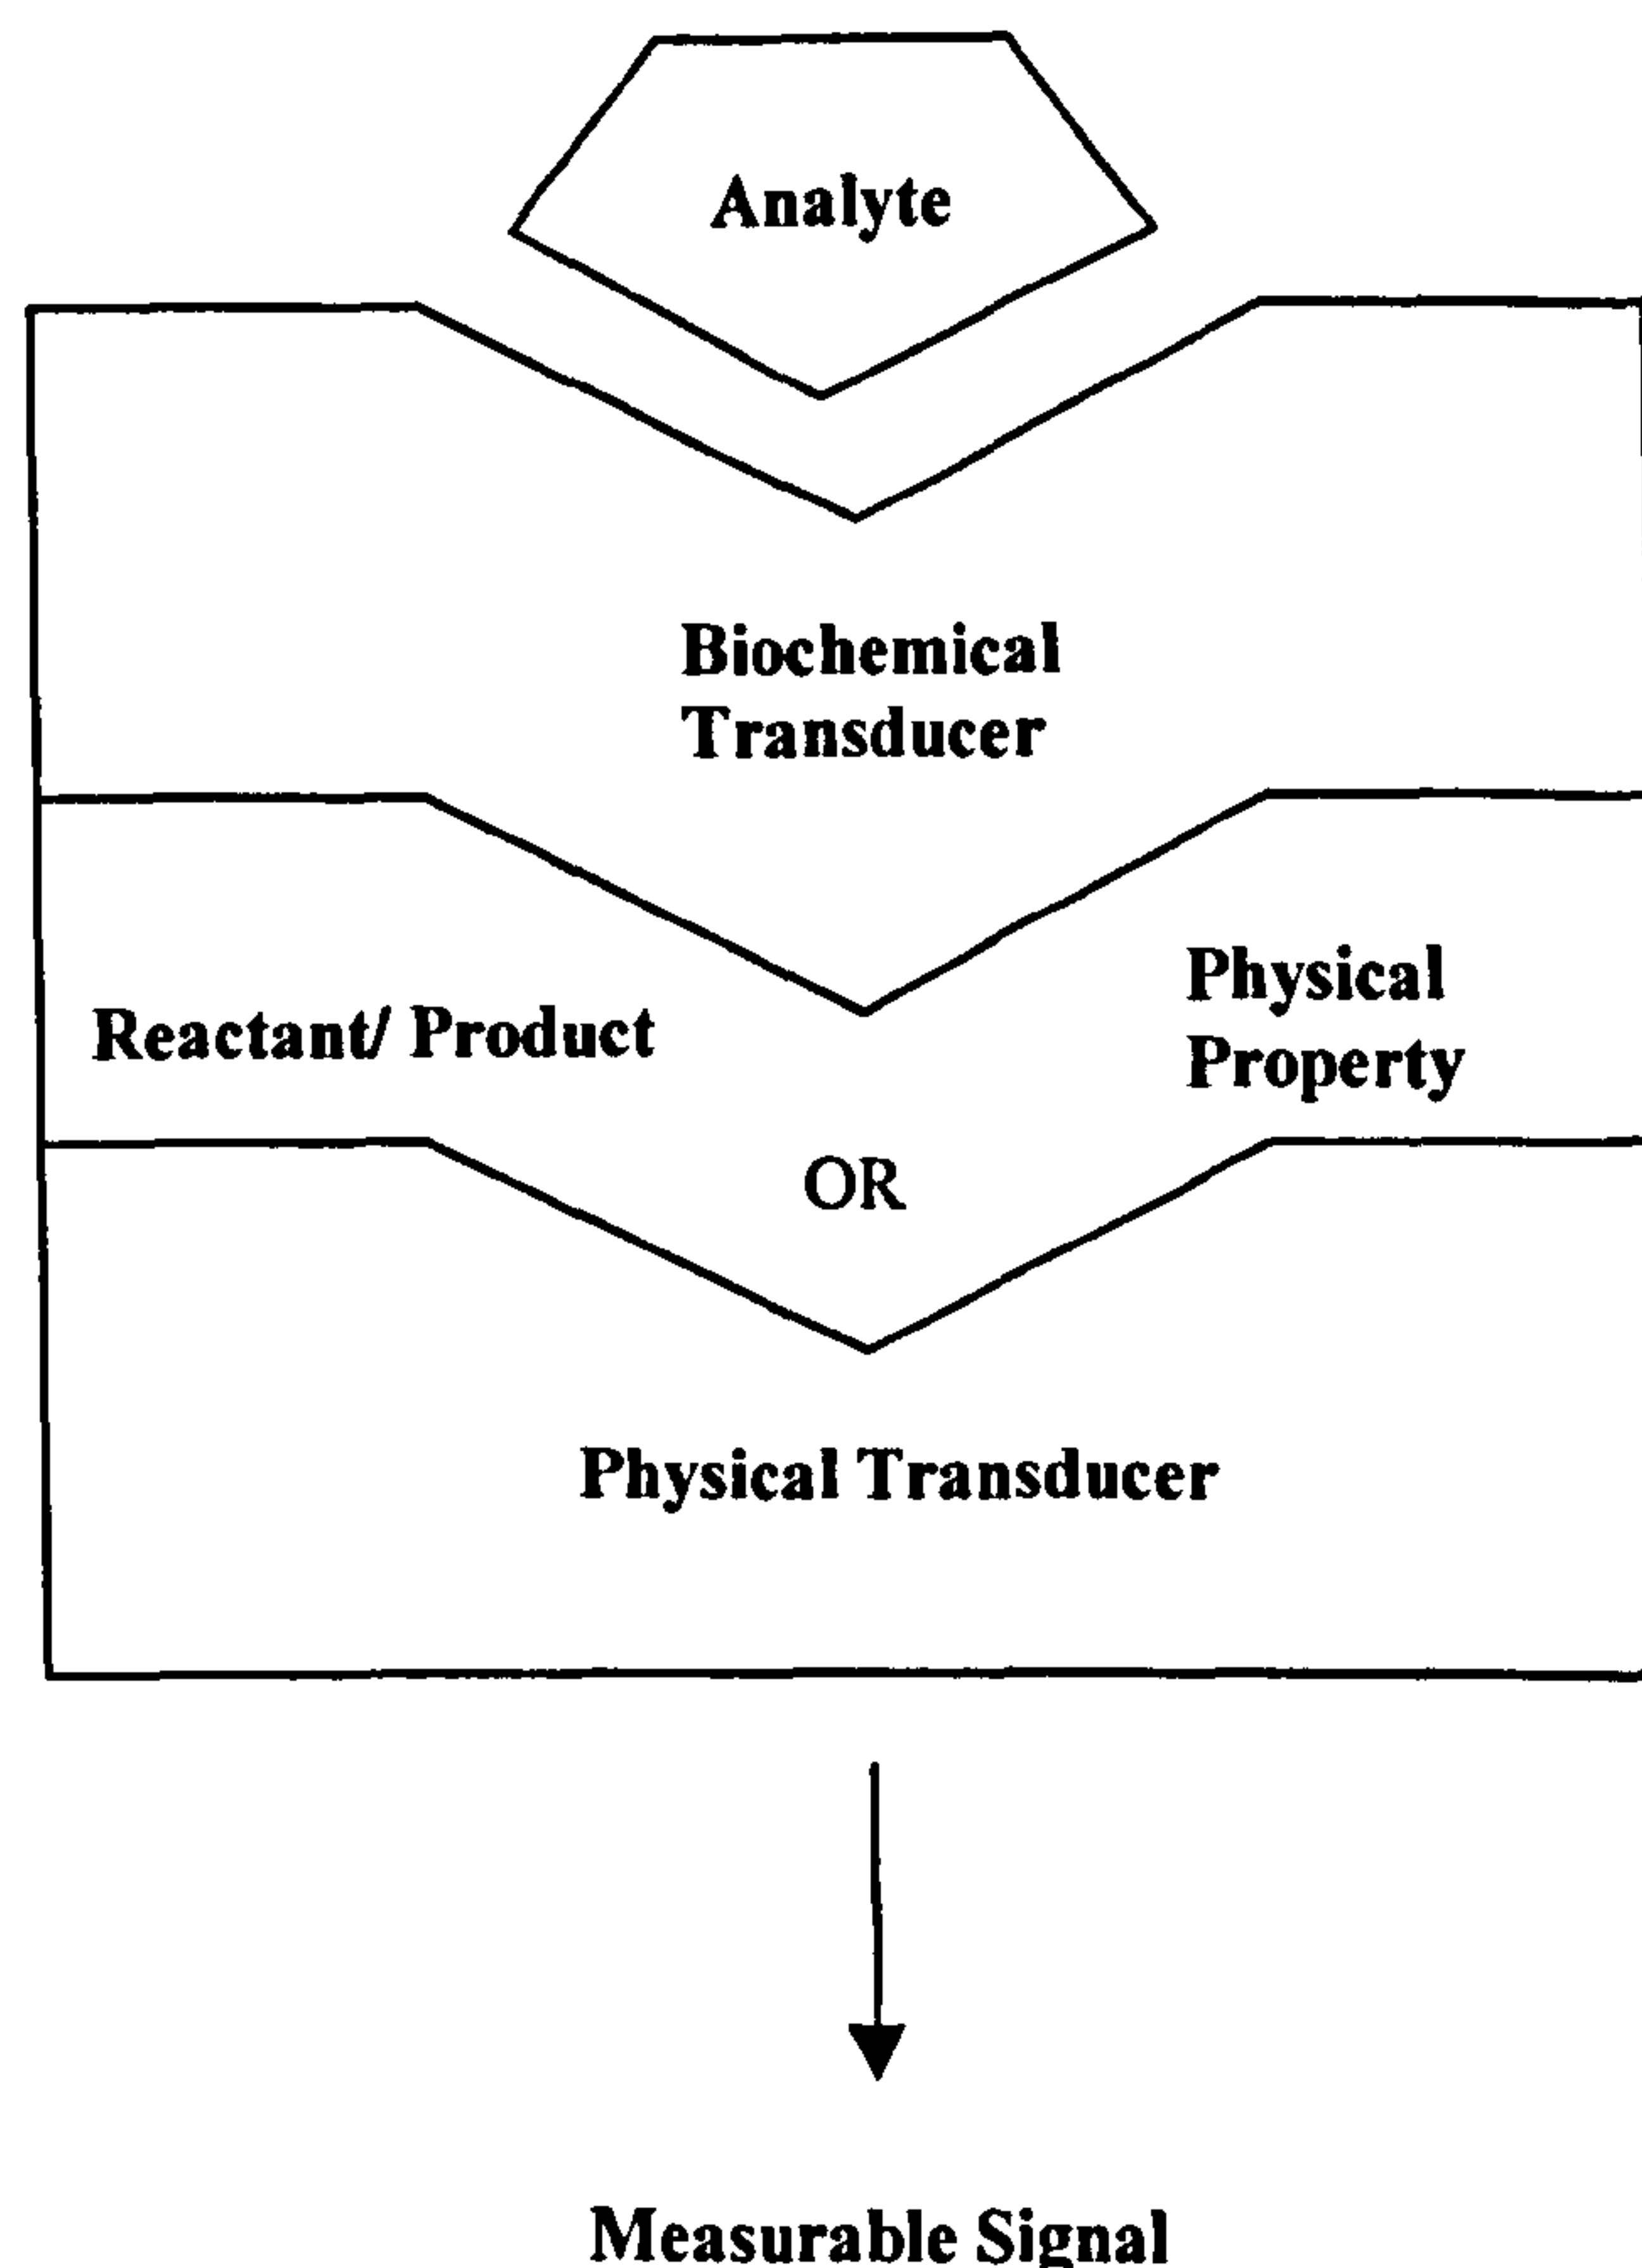 Analyte
Biochemical
Transducer
Reactant/ Product
Physical
Property
OR
Physical Transducer
Measurable Signal